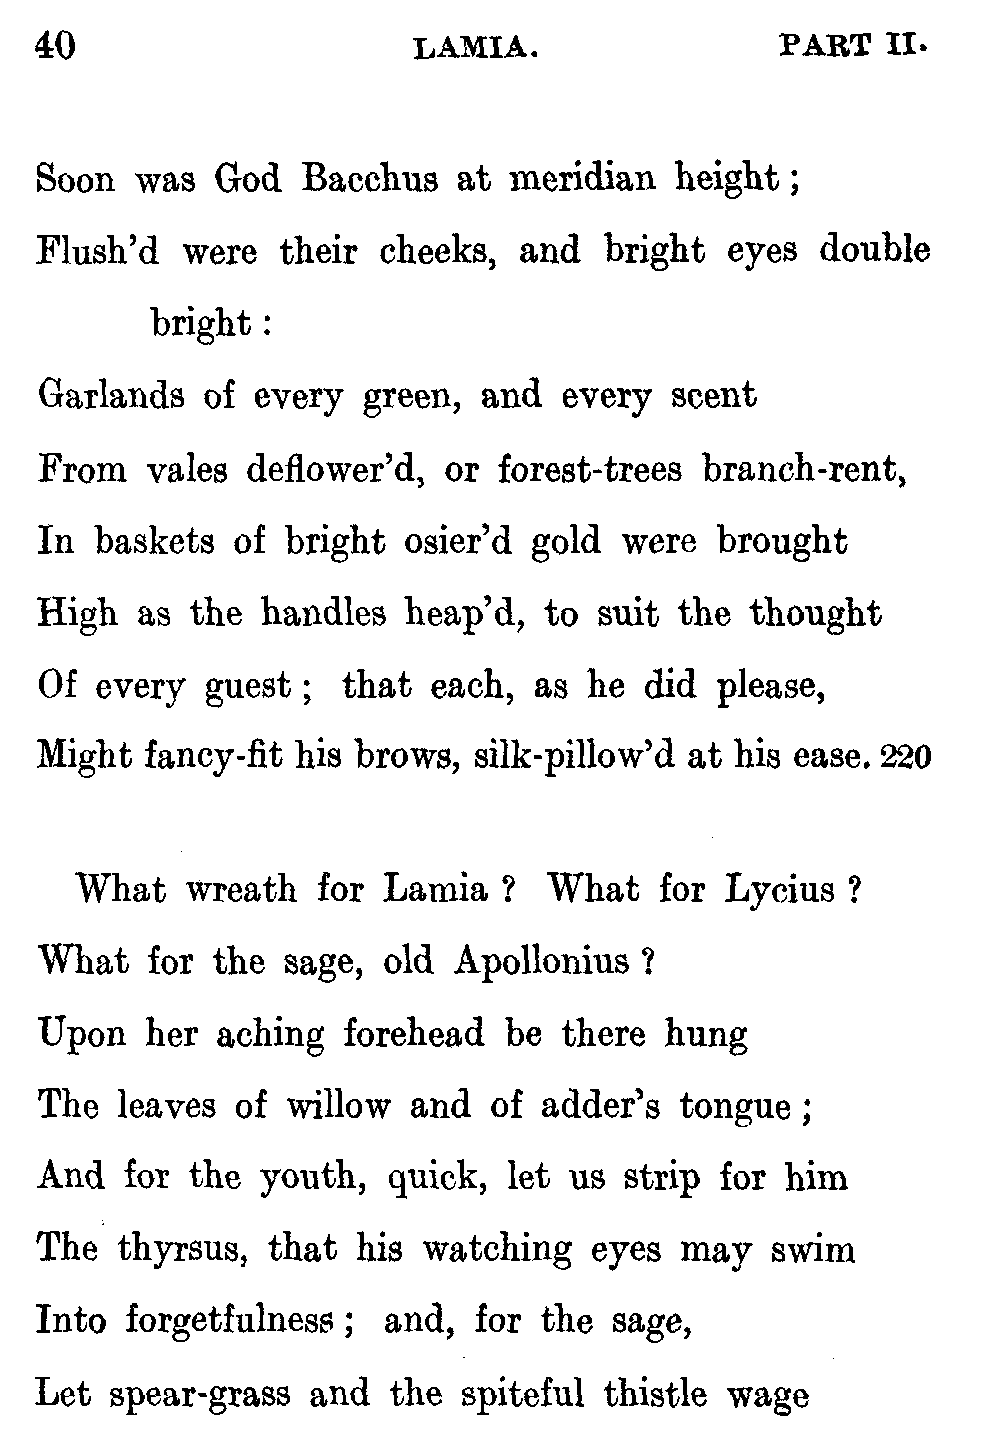 40 LAMIA. PART II.
Soon was God Bacchus at meridian height;
Flush'd were their cheeks, and bright eyes double
bright:
Garlands of every green, and every scent
From vales deflower'd, or forest-trees branch-rent,
In baskets of bright osier'd gold were brought
High as the handles heap'd, to suit the thought
Of every guest; that each, as he did please,
Might fancy-fit his brows, silk-pillow'd at his ease. 220
What wreath for Lamia? What for Lycius?
What for the sage, old Apollonius?
Upon her aching forehead be there hung
The leaves of willow and of adder's tongue;
And for the youth, quick, let us strip for him
The thyrsus, that his watching eyes may swim
Into forgetfulness; and, for the sage,
Let spear-grass and the spiteful thistle wage